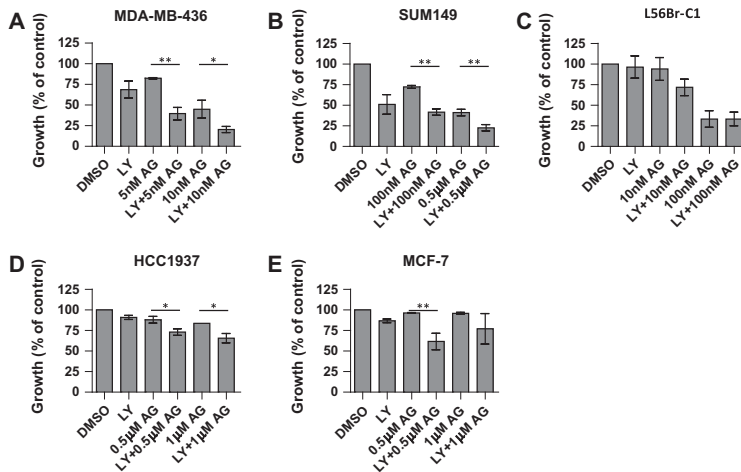 A
MDA-MB-436
Growth (% of control)
125
100
75
50
25
0
**
*
DMSO
LY
5nM AG
LY+5nM AG
10nM AG
LY+10nM AG
B
SUM149
Growth (% of control)
125
100
75
50
25
0
**
**
DMSO
LY
100nM AG
LY+100nM AG
0.5µM AG
LY+0.5µM AG
C
L56Br-C1
Growth (% of control)
125
100
75
50
25
0
DMSO
LY
10nM AG
LY+10nM AG
100nM AG
LY+100nM AG
D
HCC1937
Growth (% of control)
125
100
75
50
25
0
*
*
DMSO
LY
0.5µM AG
LY+0.5µM AG
1µM AG
LY+1µM AG
E
MCF-7
Growth (% of control)
125
100
75
50
25
0
**
DMSO
LY
0.5µM AG
LY+0.5µM AG
1µM AG
LY+1µM AG